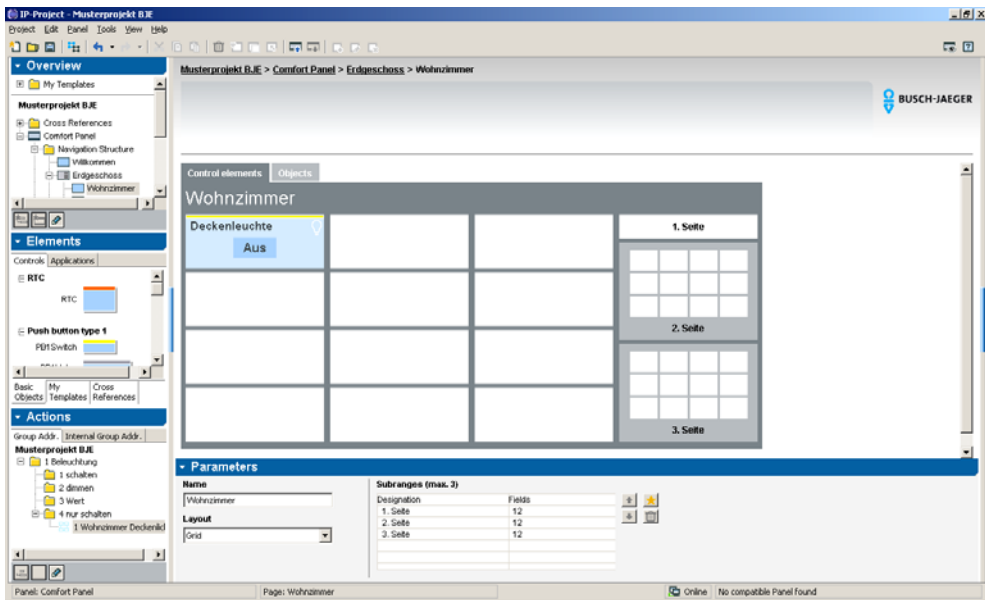 IP-Project - Musterprojekt BJE
Project Edit Panel Tools View Help
Overview
My Templates
Musterprojekt BJE
Cross References
Comfort Panel
Navigation Structure
Willkommen
Erdgeschoss
Wohnzimmer
Elements
Controls Applications
RTC
RTC
Push button type 1
PB1Switch
Basic Objects
My Templates
Cross References
Actions
Group Addr. Internal Group Addr.
Musterprojekt BJE
1 Beleuchtung
1 schalten
2 dimmen
3 Wert
4 nur schalten
1 Wohnzimmer Deckenlic
Musterprojekt BJE > Comfort Panel > Erdgeschoss > Wohnzimmer
BUSCH-JAEGER
Control elements Objects
Wohnzimmer
Deckenleuchte
Aus
1. Seite
2. Seite
3. Seite
Parameters
Name
Wohnzimmer
Layout
Grid
Subranges (max. 3)
Designation Fields
1. Seite 12
2. Seite 12
3. Seite 12
Panel: Comfort Panel
Page: Wohnzimmer
Online
No compatible Panel found